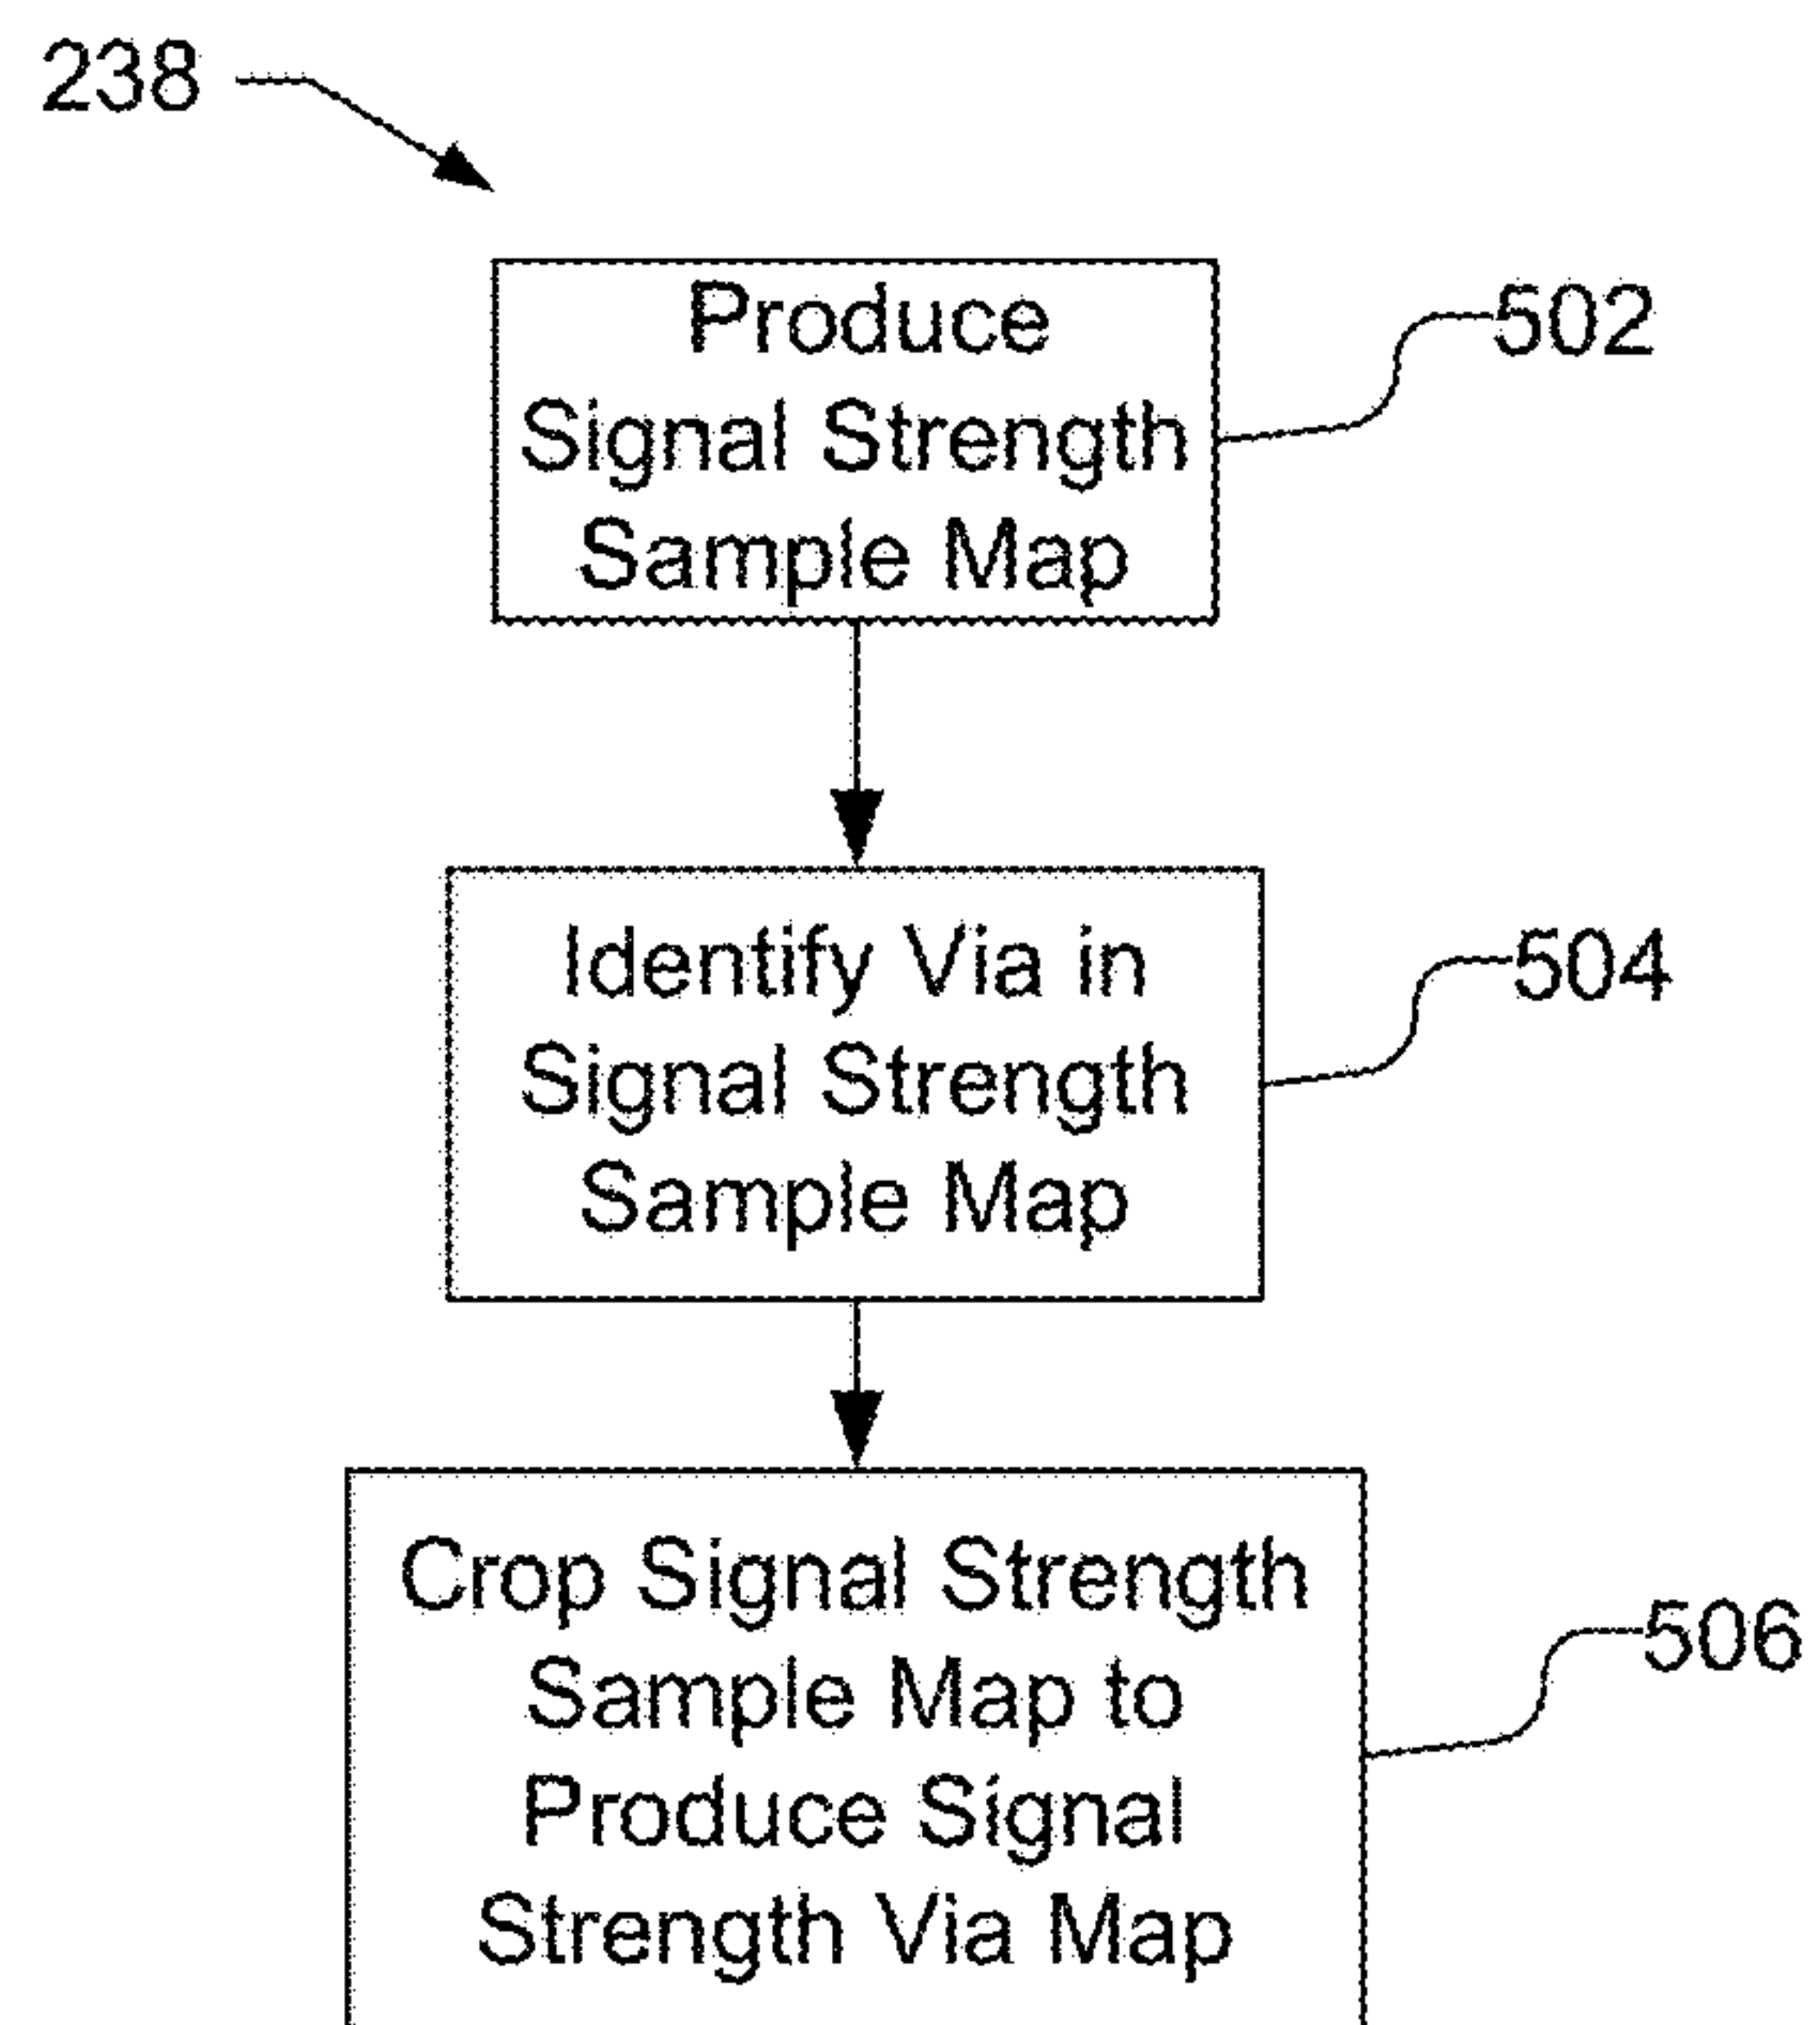 238
Produce
Signal Strength
Sample Map
502
Identify Via in
Signal Strength
Sample Map
504
Crop Signal Strength
Sample Map to
Produce Signal
Strength Via Map
506